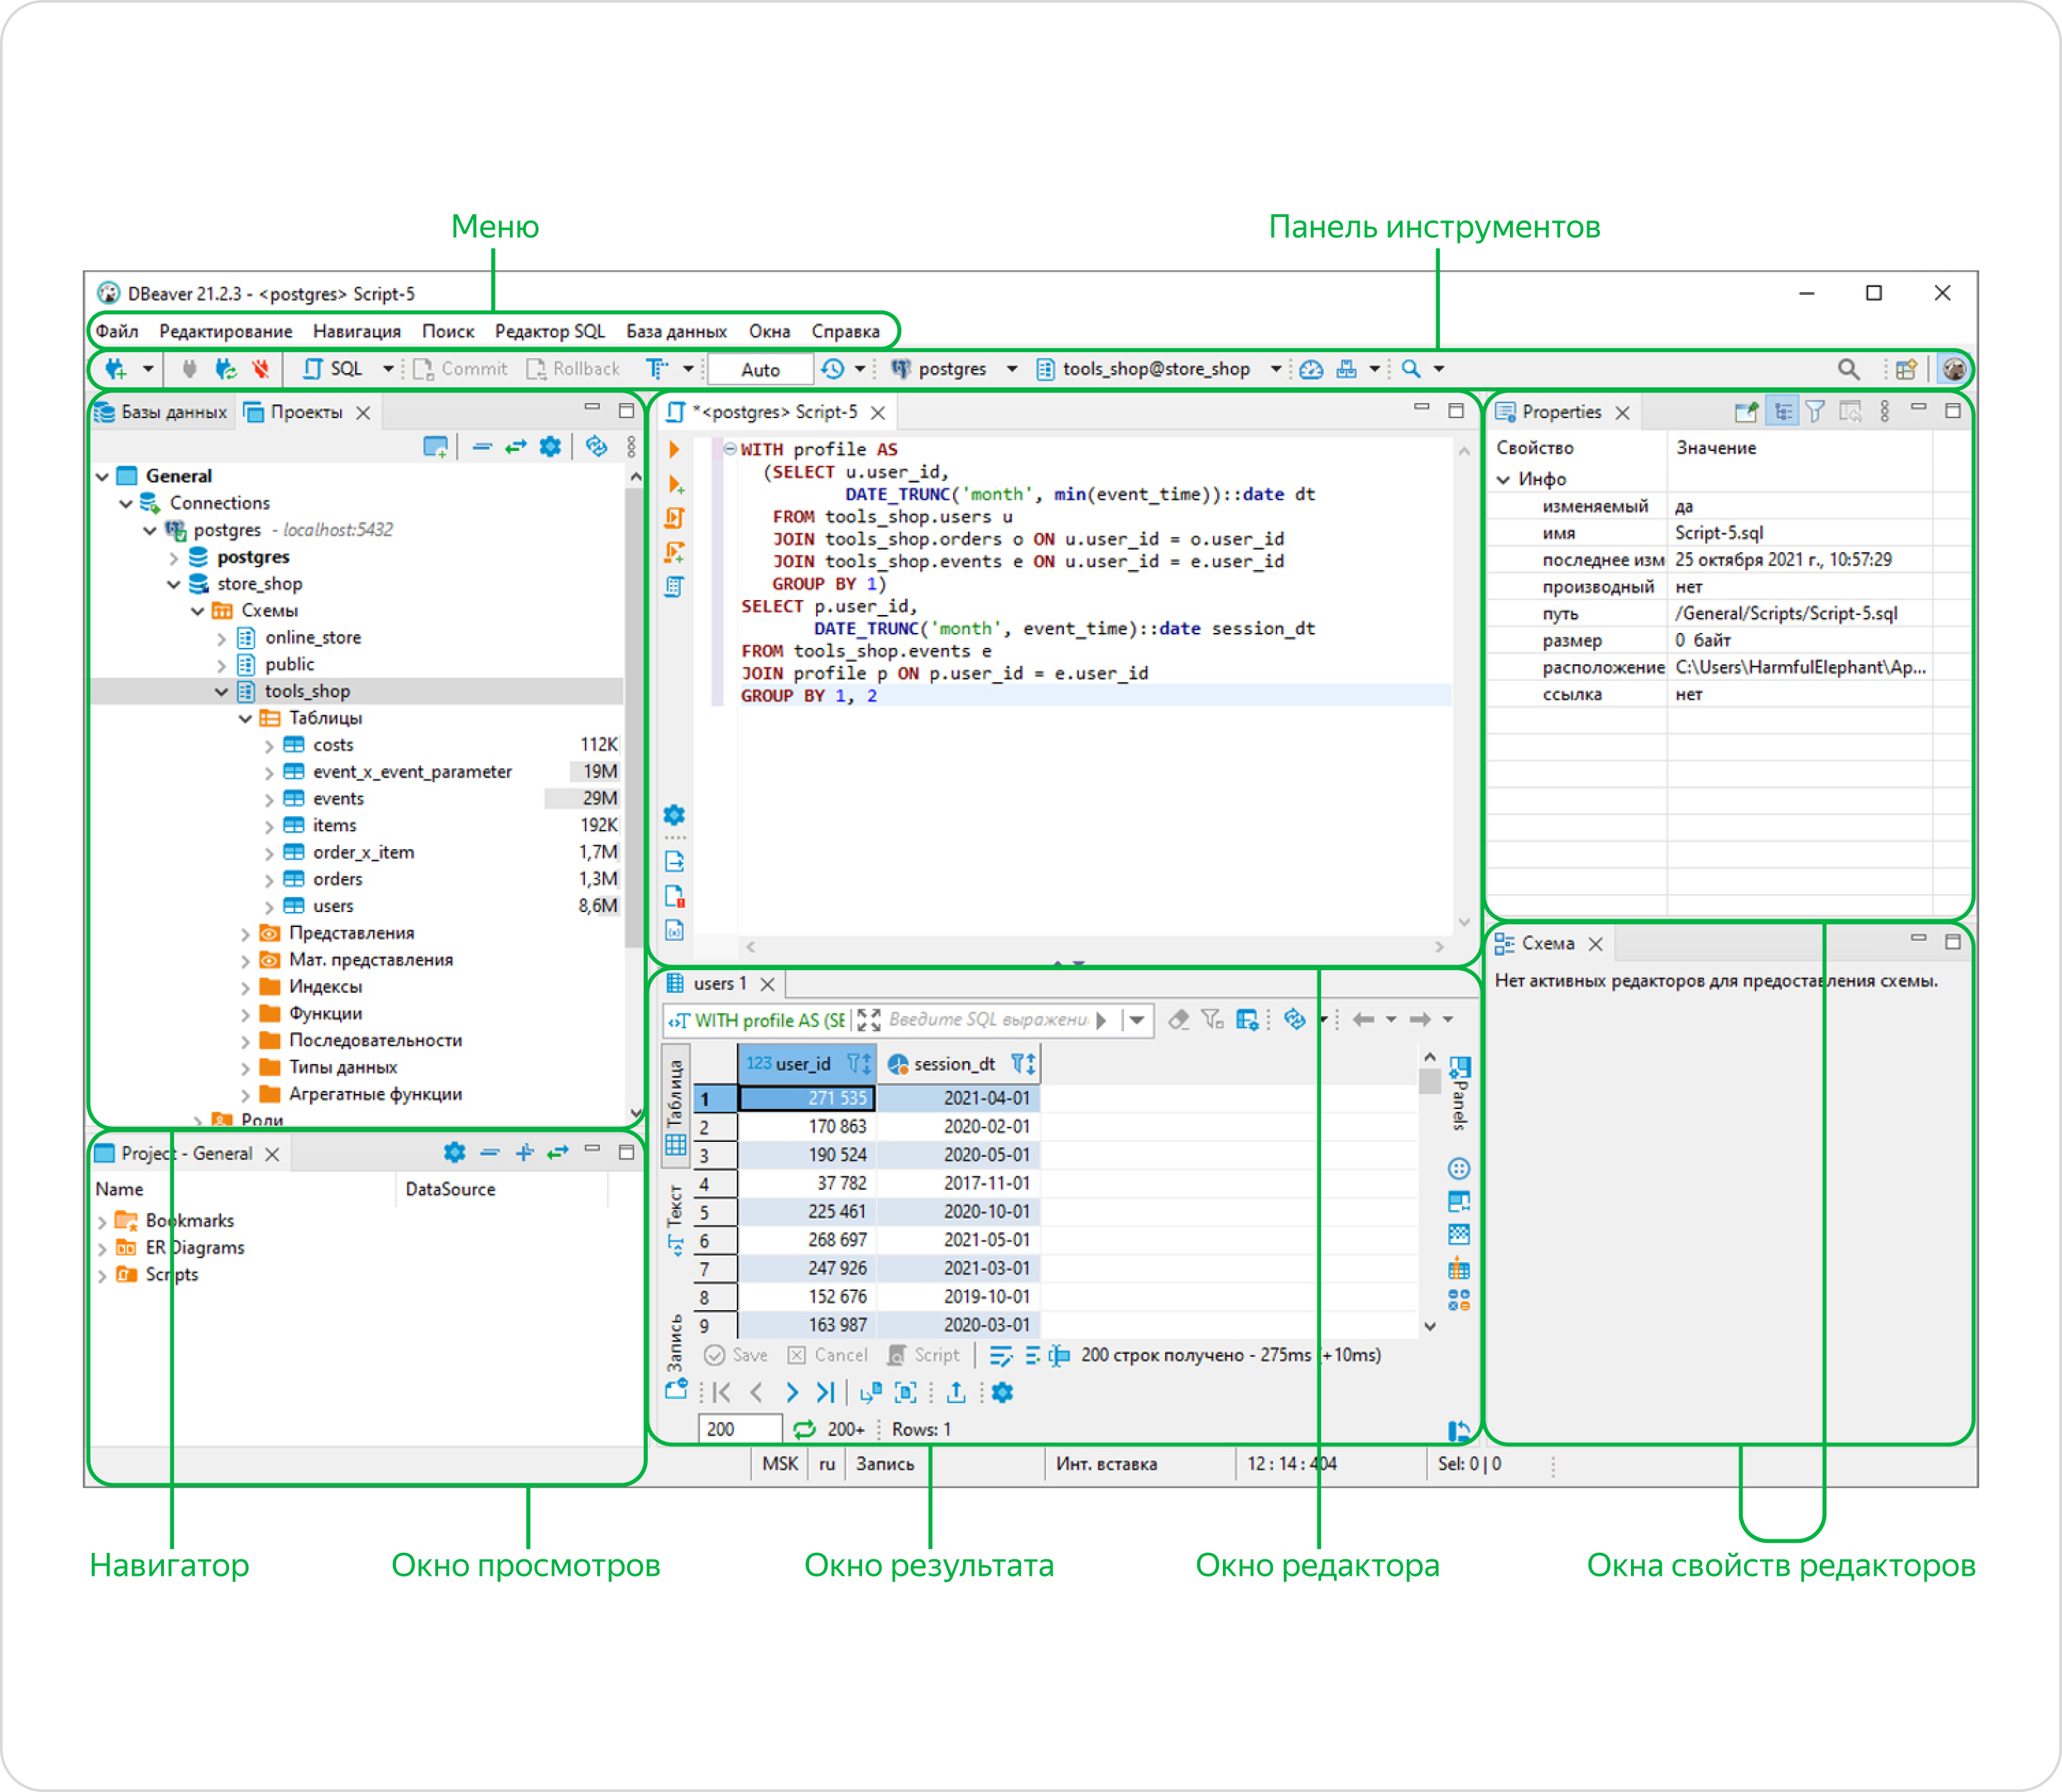 Меню
Панель инструментов
DBeaver 21.2.3 - <postgres> Script-5
Файл Редактирование Навигация Поиск Редактор SQL База данных Окна Справка
SQL Commit Rollback Auto postgres tools_shop@store_shop
Базы данных Проекты
General
Connections
postgres - localhost:5432
postgres
store_shop
Схемы
online_store
public
tools_shop
Таблицы
costs 112K
event_x_event_parameter 19M
events 29M
items 192K
order_x_item 1,7M
orders 1,3M
users 8,6M
Представления
Мат. представления
Индексы
Функции
Последовательности
Типы данных
Агрегатные функции
Роли
*<postgres> Script-5
WITH profile AS
(SELECT u.user_id,
DATE_TRUNC('month', min(event_time))::date dt
FROM tools_shop.users u
JOIN tools_shop.orders o ON u.user_id = o.user_id
JOIN tools_shop.events e ON u.user_id = e.user_id
GROUP BY 1)
SELECT p.user_id,
DATE_TRUNC('month', event_time)::date session_dt
FROM tools_shop.events e
JOIN profile p ON p.user_id = e.user_id
GROUP BY 1, 2
Properties
Свойство Значение
Инфо
изменяемый да
имя Script-5.sql
последнее изм 25 октября 2021 г., 10:57:29
производный нет
путь /General/Scripts/Script-5.sql
размер 0 байт
расположение C:\Users\HarmfulElephant\Ap...
ссылка нет
Схема
Нет активных редакторов для предоставления схемы.
Project - General
Name DataSource
Bookmarks
ER Diagrams
Scripts
users 1
WITH profile AS (SE Введите SQL выражени
Таблица
Текст
Запись
Panels
123 user_id session_dt
1 271 535 2021-04-01
2 170 863 2020-02-01
3 190 524 2020-05-01
4 37 782 2017-11-01
5 225 461 2020-10-01
6 268 697 2021-05-01
7 247 926 2021-03-01
8 152 676 2019-10-01
9 163 987 2020-03-01
Save Cancel Script 200 строк получено - 275ms (+10ms)
200 200+ Rows: 1
MSK ru Запись Инт. вставка 12 : 14 : 404 Sel: 0 | 0
Навигатор
Окно просмотров
Окно результата
Окно редактора
Окна свойств редакторов